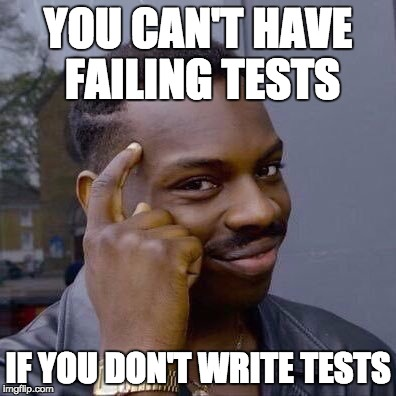 YOU CAN'T HAVE
FAILING TESTS
IF YOU DON'T WRITE TESTS
imgflip.com